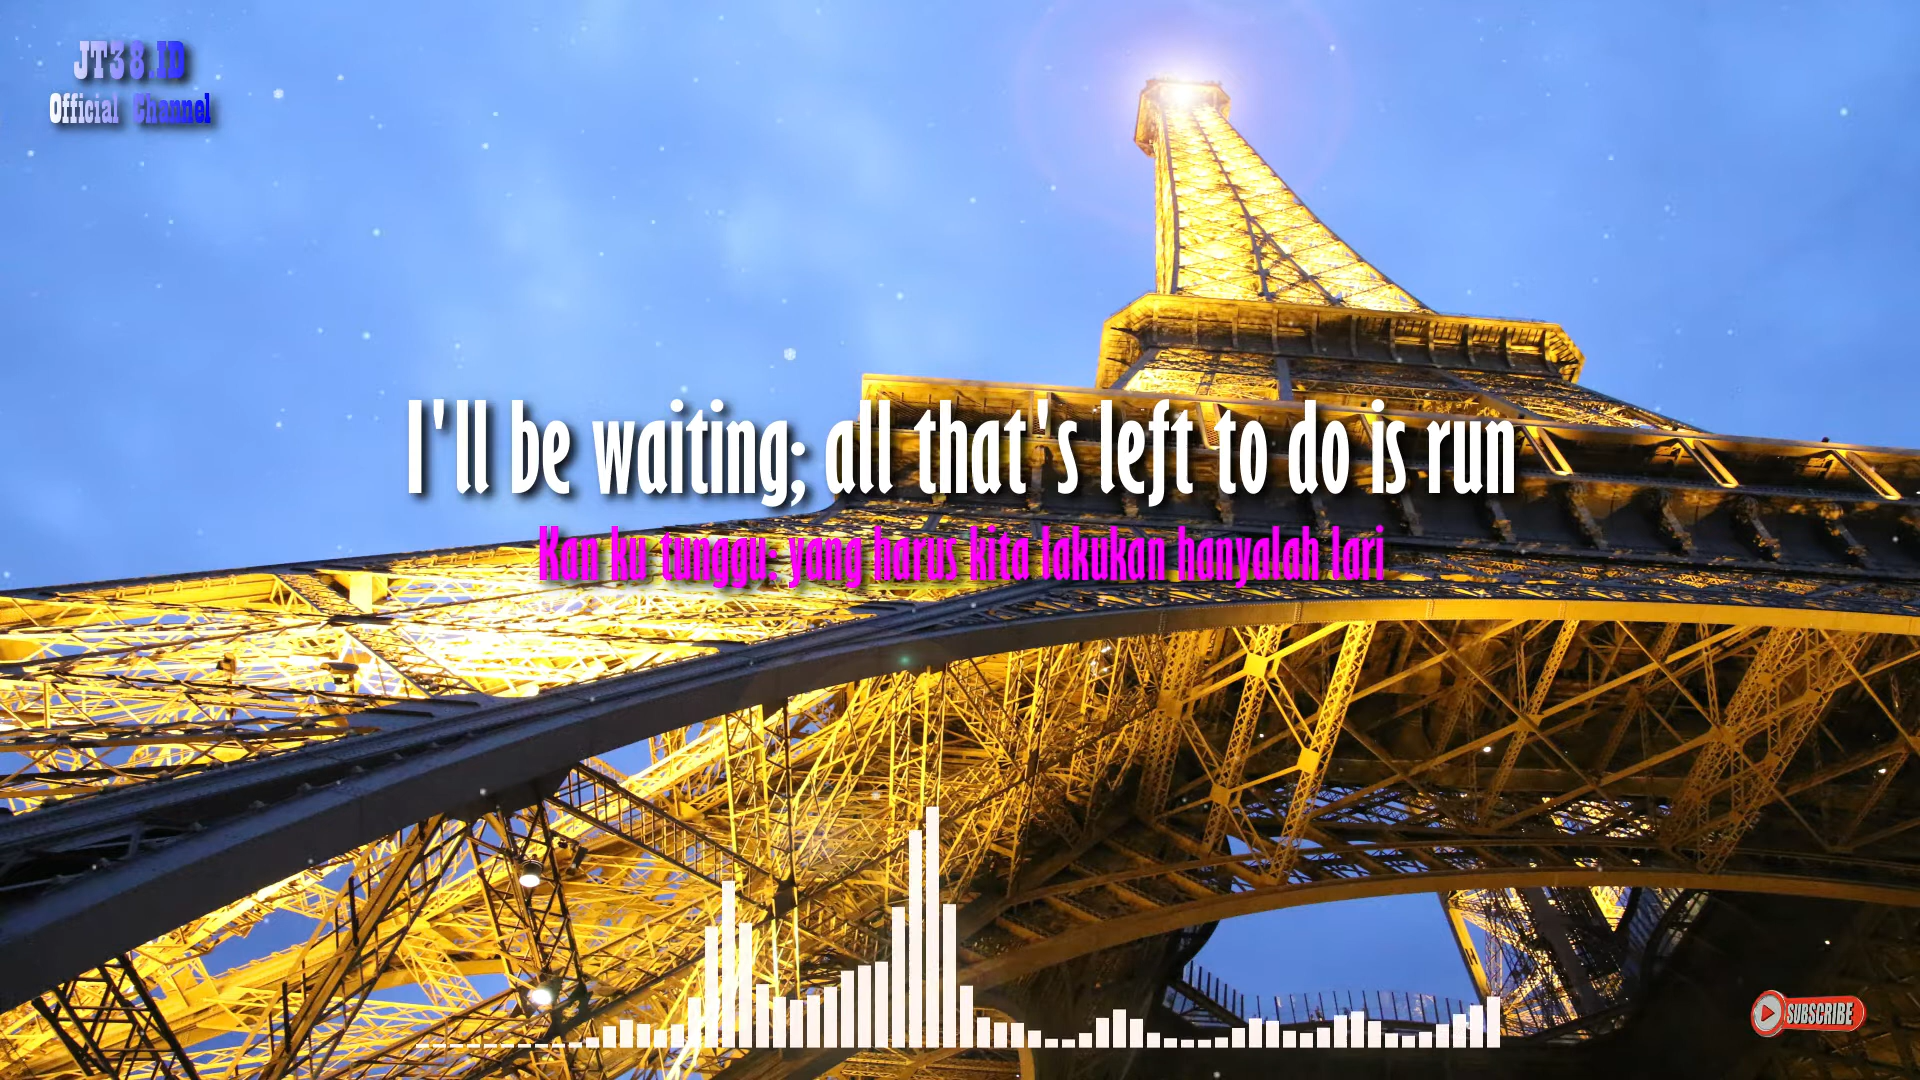 JT38.ID
Official Channel
I'll be waiting; all that's left to do is run
Kan ku tunggu; yang harus kita lakukan hanyalah lari
SUBSCRIBE